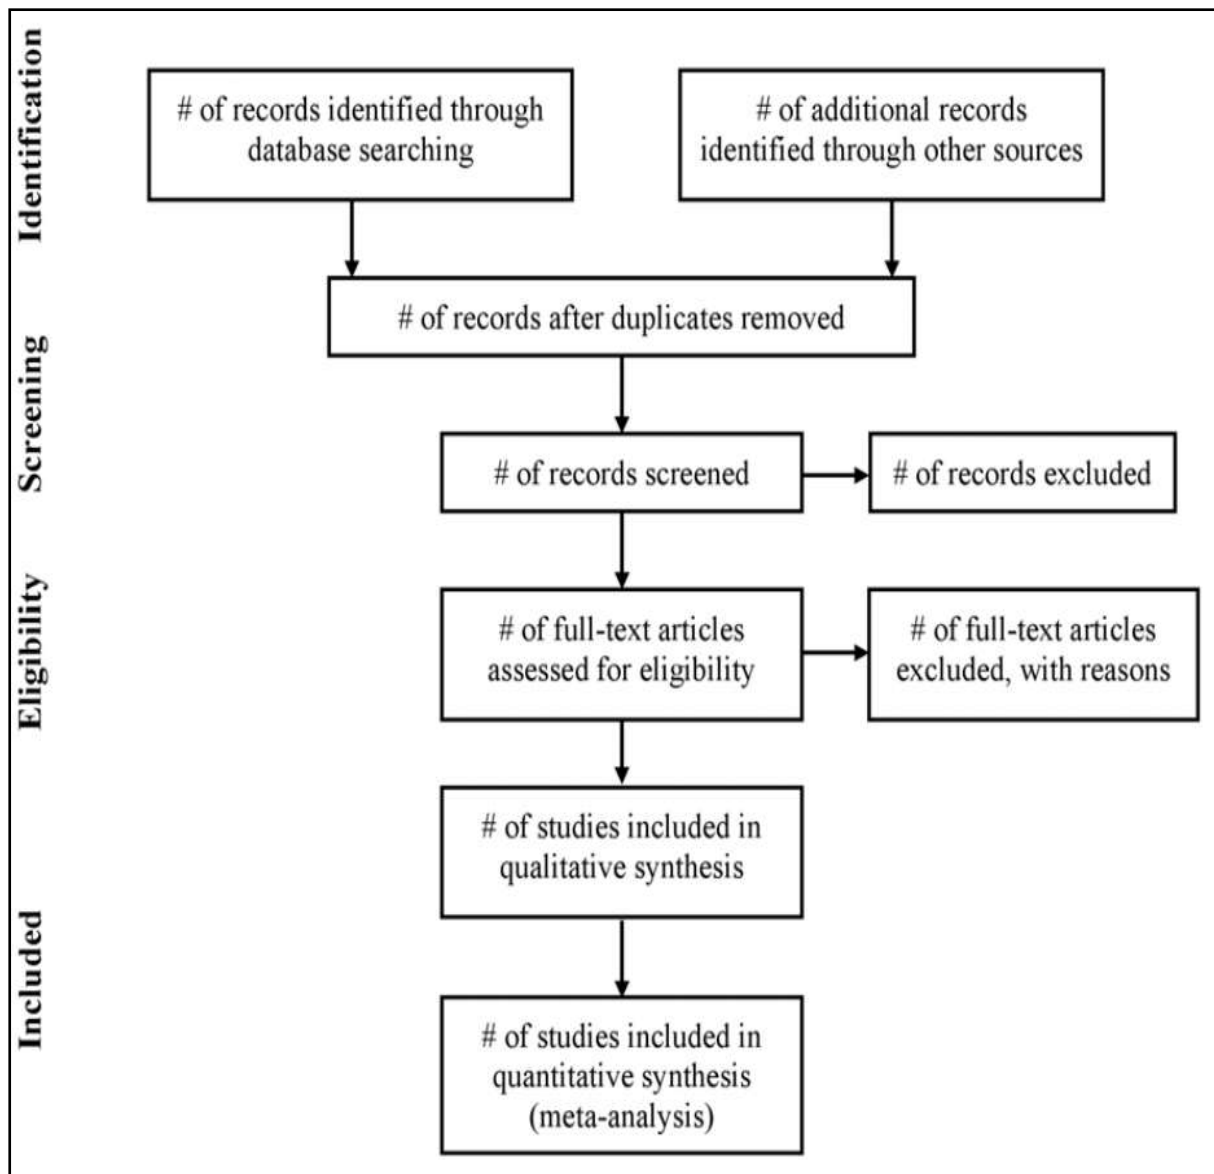 Identification
# of records identified through
database searching
# of additional records
identified through other sources
# of records after duplicates removed
Screening
# of records screened
# of records excluded
Eligibility
# of full-text articles
assessed for eligibility
# of full-text articles
excluded, with reasons
# of studies included in
qualitative synthesis
Included
# of studies included in
quantitative synthesis
(meta-analysis)